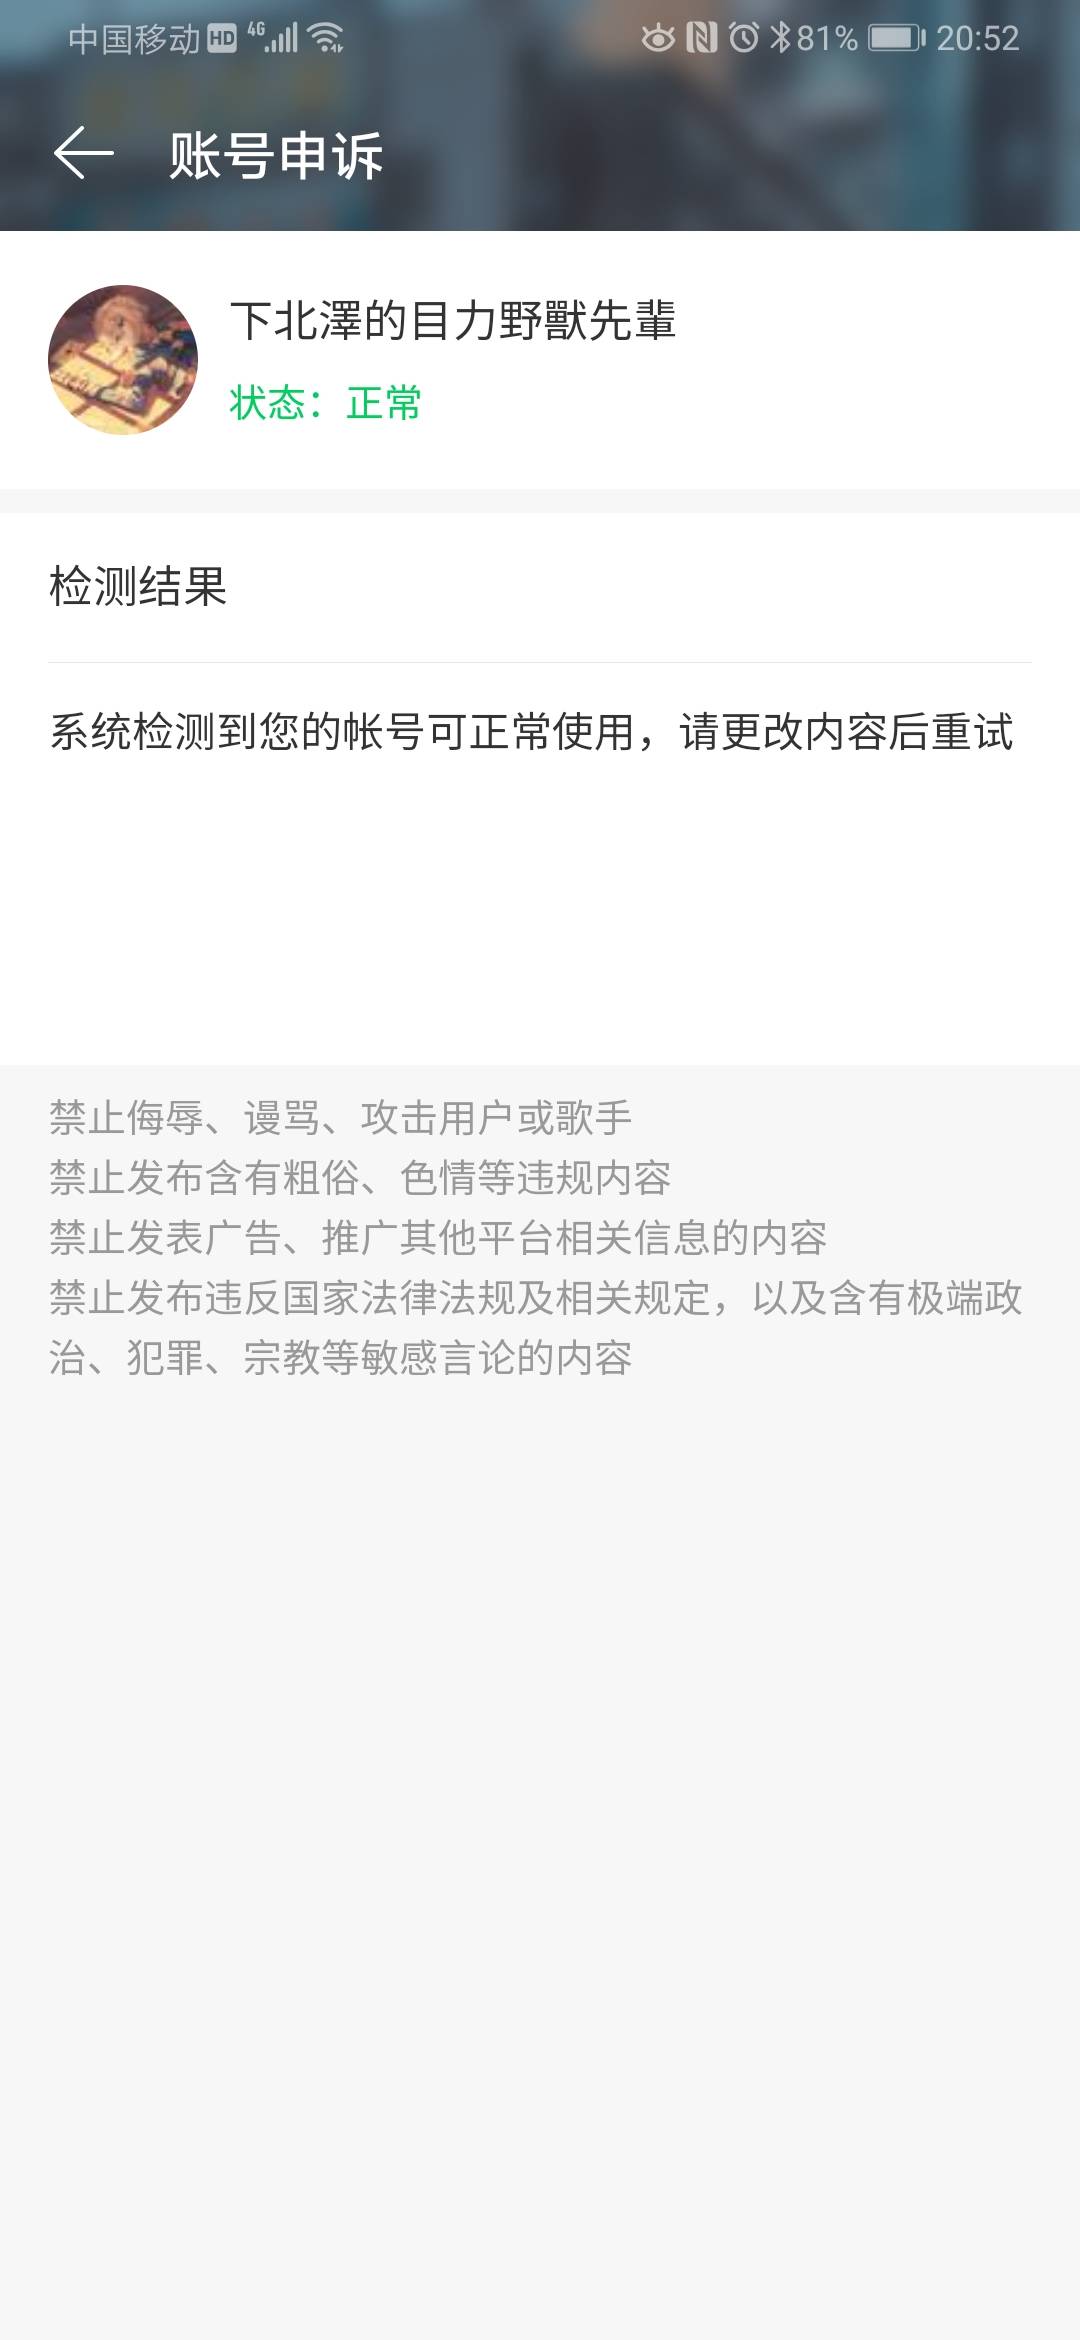 中国移动 HD 4G 81% 20:52
账号申诉
下北澤的目力野獸先輩
状态：正常
检测结果
系统检测到您的帐号可正常使用，请更改内容后重试
禁止侮辱、谩骂、攻击用户或歌手
禁止发布含有粗俗、色情等违规内容
禁止发表广告、推广其他平台相关信息的内容
禁止发布违反国家法律法规及相关规定，以及含有极端政
治、犯罪、宗教等敏感言论的内容